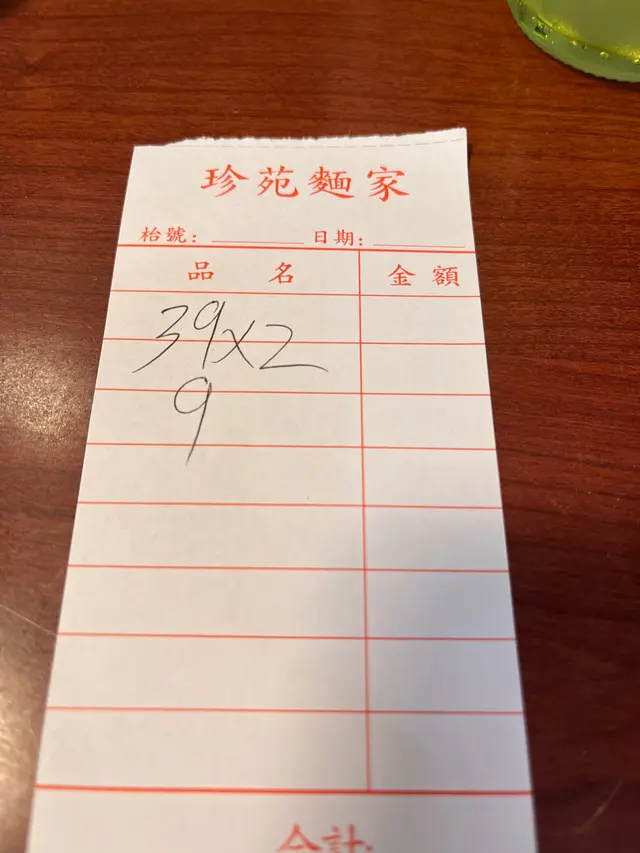 珍苑麵家
枱號： 日期：
品名 金額
39x2
9
合計：